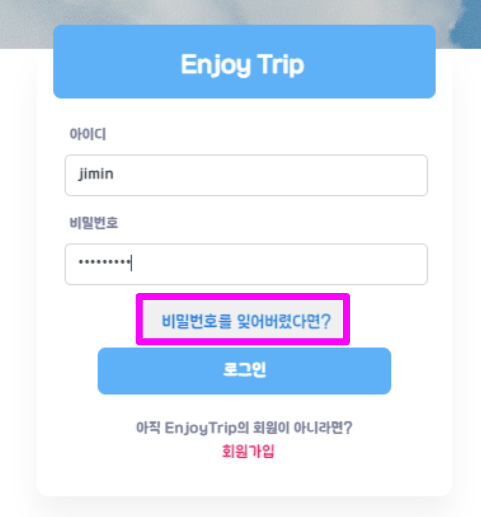 Enjoy Trip
아이디
jimin
비밀번호
•••••••••
비밀번호를 잊어버렸다면?
로그인
아직 EnjoyTrip의 회원이 아니라면?
회원가입